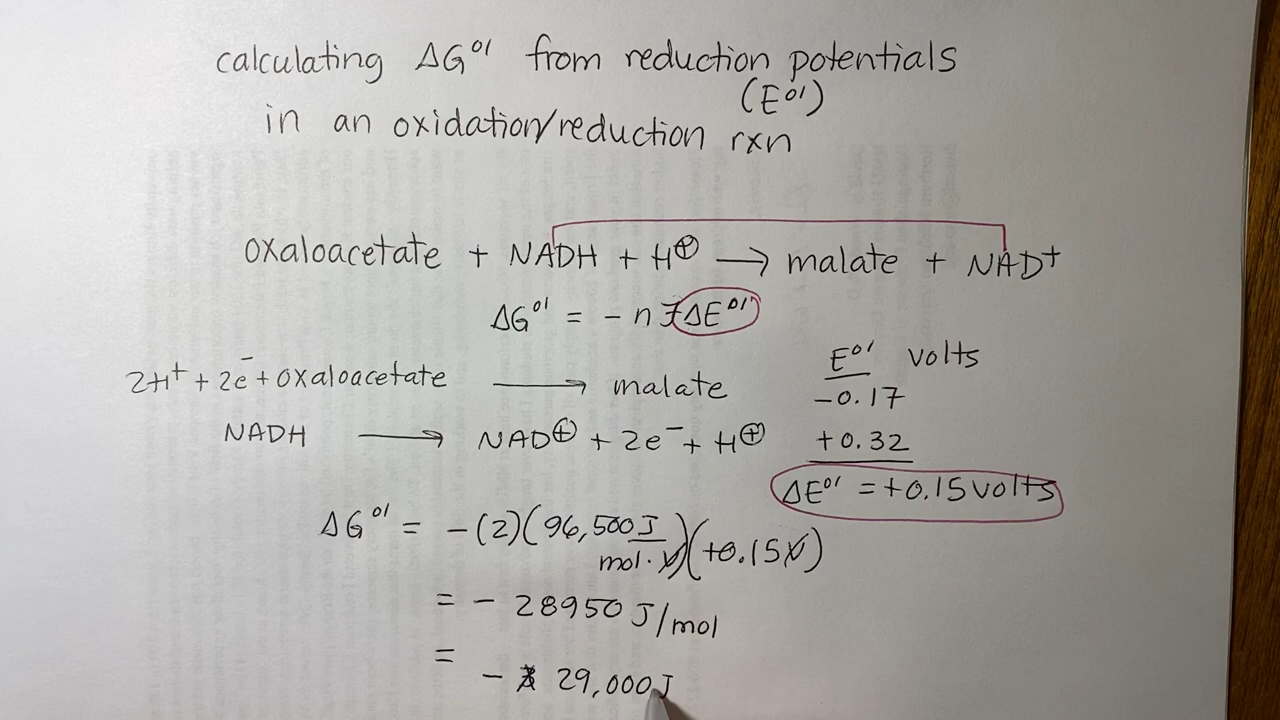 calculating ΔG°' from reduction potentials
(E°')
in an oxidation/reduction rxn
oxaloacetate + NADH + H⊕ → malate + NAD+
ΔG°' = - nℱΔE°'
E°' volts
2H+ + 2e- + oxaloacetate → malate -0.17
NADH → NAD⊕ + 2e- + H⊕ +0.32
ΔE°' = +0.15 volts
ΔG°' = -(2)(96,500 J/mol·V)(+0.15V)
= - 28950 J/mol
=
- 29,000J